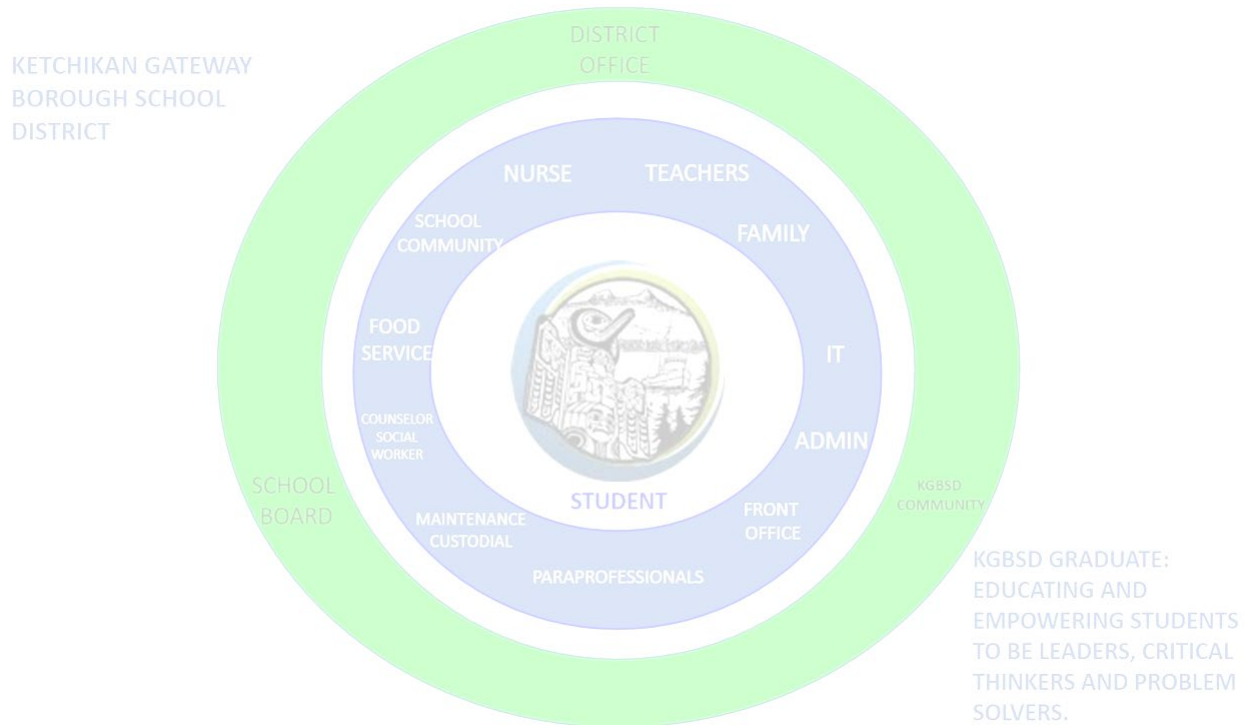 KETCHIKAN GATEWAY
BOROUGH SCHOOL
DISTRICT
DISTRICT
OFFICE
NURSE
TEACHERS
SCHOOL
COMMUNITY
FAMILY
FOOD
SERVICE
IT
COUNSELOR
SOCIAL
WORKER
ADMIN
SCHOOL
BOARD
STUDENT
KGBSD
COMMUNITY
MAINTENANCE
CUSTODIAL
FRONT
OFFICE
PARAPROFESSIONALS
KGBSD GRADUATE:
EDUCATING AND
EMPOWERING STUDENTS
TO BE LEADERS, CRITICAL
THINKERS AND PROBLEM
SOLVERS.